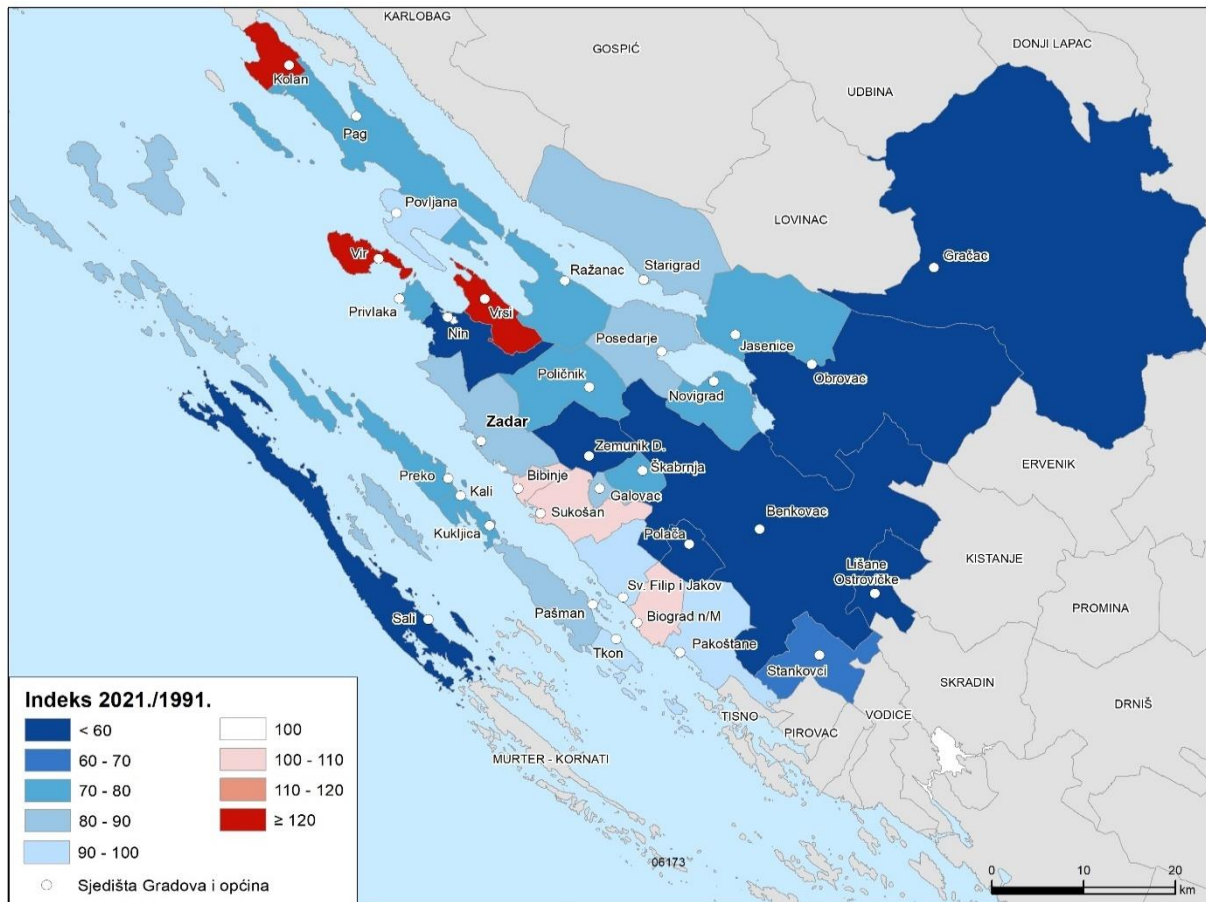 KARLOBAG
GOSPIĆ
DONJI LAPAC
UDBINA
Kolan
Pag
LOVINAC
Povljana
Gračac
Vir
Ražanac
Starigrad
Privlaka
Vrsi
Nin
Posedarje
Jasenice
Obrovac
Poličnik
Novigrad
Zadar
Zemunik D.
ERVENIK
Škabrnja
Preko
Bibinje
Galovac
Kali
Sukošan
Benkovac
Kukljica
Polača
KISTANJE
Lišane
Ostrovičke
Sv. Filip i Jakov
PROMINA
Pašman
Biograd n/M
Sali
Tkon
Pakoštane
Stankovci
SKRADIN
DRNIŠ
TISNO
VODICE
PIROVAC
MURTER - KORNATI
06173
Indeks 2021./1991.
< 60
60 - 70
70 - 80
80 - 90
90 - 100
100
100 - 110
110 - 120
≥ 120
Sjedišta Gradova i općina
0 10 20
km